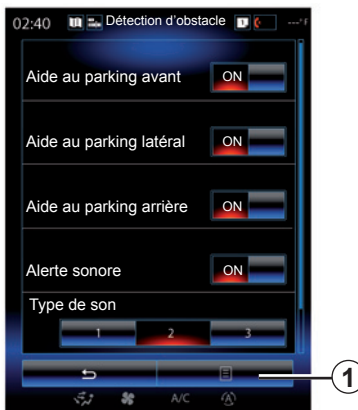 02:40 Détection d'obstacle ---°F
Aide au parking avant ON
Aide au parking latéral ON
Aide au parking arrière ON
Alerte sonore ON
Type de son
1 2 3
1
A/C